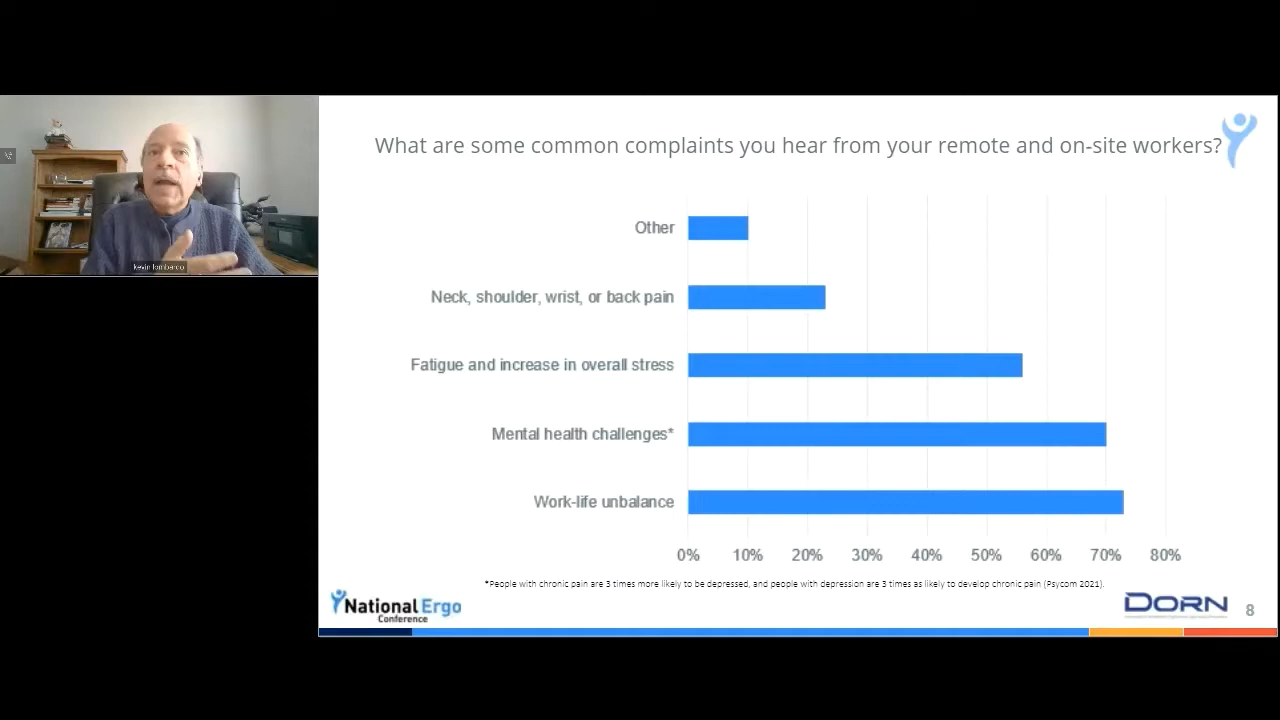 What are some common complaints you hear from your remote and on-site workers?
kevin lombardo
Other
Neck, shoulder, wrist, or back pain
Fatigue and increase in overall stress
Mental health challenges*
Work-life unbalance
0% 10% 20% 30% 40% 50% 60% 70% 80%
*People with chronic pain are 3 times more likely to be depressed, and people with depression are 3 times as likely to develop chronic pain (Psycom 2021).
National Ergo
Conference
DORN
8